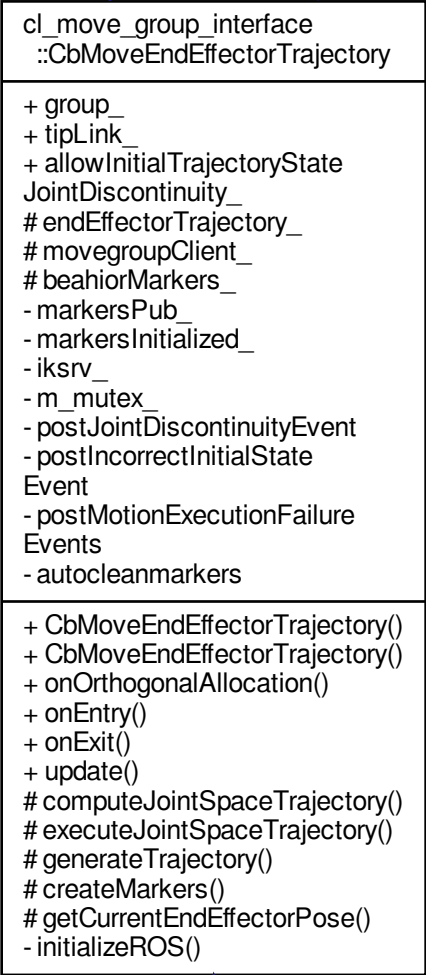 cl_move_group_interface
::CbMoveEndEffectorTrajectory
+ group_
+ tipLink_
+ allowInitialTrajectoryState
JointDiscontinuity_
# endEffectorTrajectory_
# movegroupClient_
# beahiorMarkers_
- markersPub_
- markersInitialized_
- iksrv_
- m_mutex_
- postJointDiscontinuityEvent
- postIncorrectInitialState
Event
- postMotionExecutionFailure
Events
- autocleanmarkers
+ CbMoveEndEffectorTrajectory()
+ CbMoveEndEffectorTrajectory()
+ onOrthogonalAllocation()
+ onEntry()
+ onExit()
+ update()
# computeJointSpaceTrajectory()
# executeJointSpaceTrajectory()
# generateTrajectory()
# createMarkers()
# getCurrentEndEffectorPose()
- initializeROS()